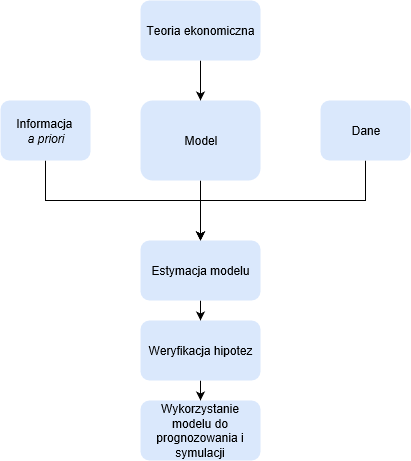 Teoria ekonomiczna
Informacja
a priori
Model
Dane
Estymacja modelu
Weryfikacja hipotez
Wykorzystanie
modelu do
prognozowania i
symulacji